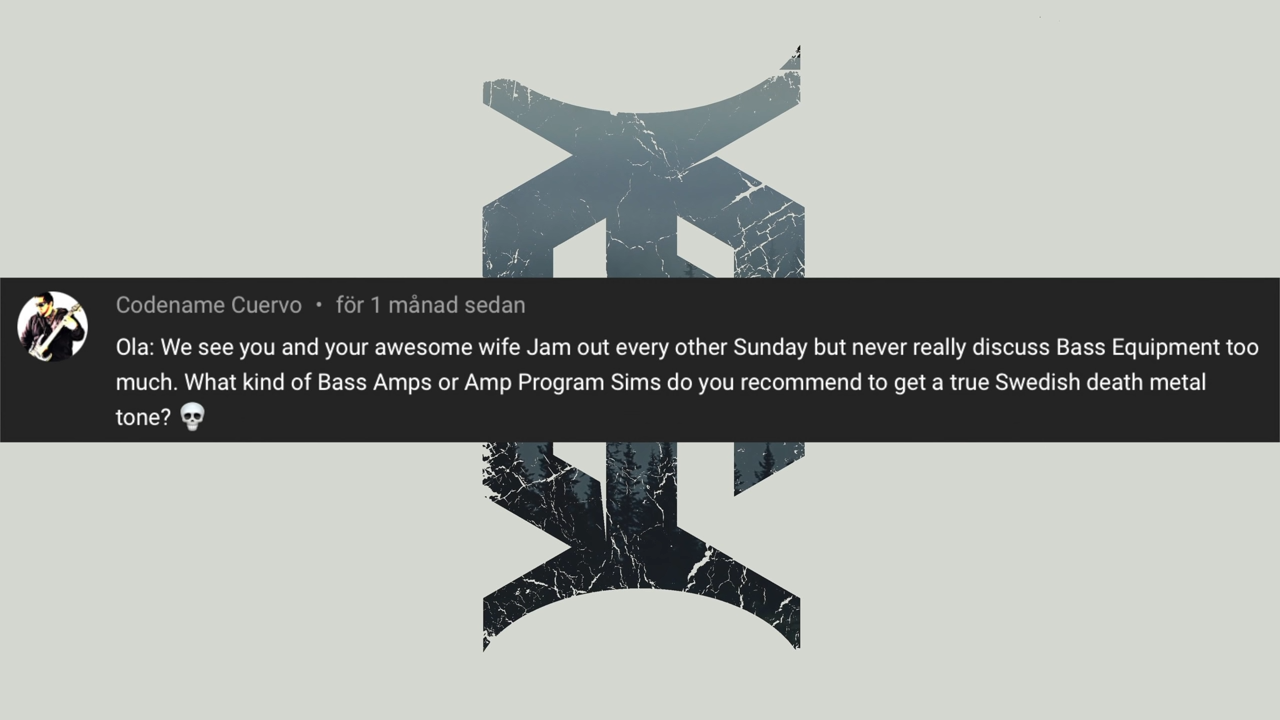 Codename Cuervo • för 1 månad sedan
Ola: We see you and your awesome wife Jam out every other Sunday but never really discuss Bass Equipment too
much. What kind of Bass Amps or Amp Program Sims do you recommend to get a true Swedish death metal
tone? 💀